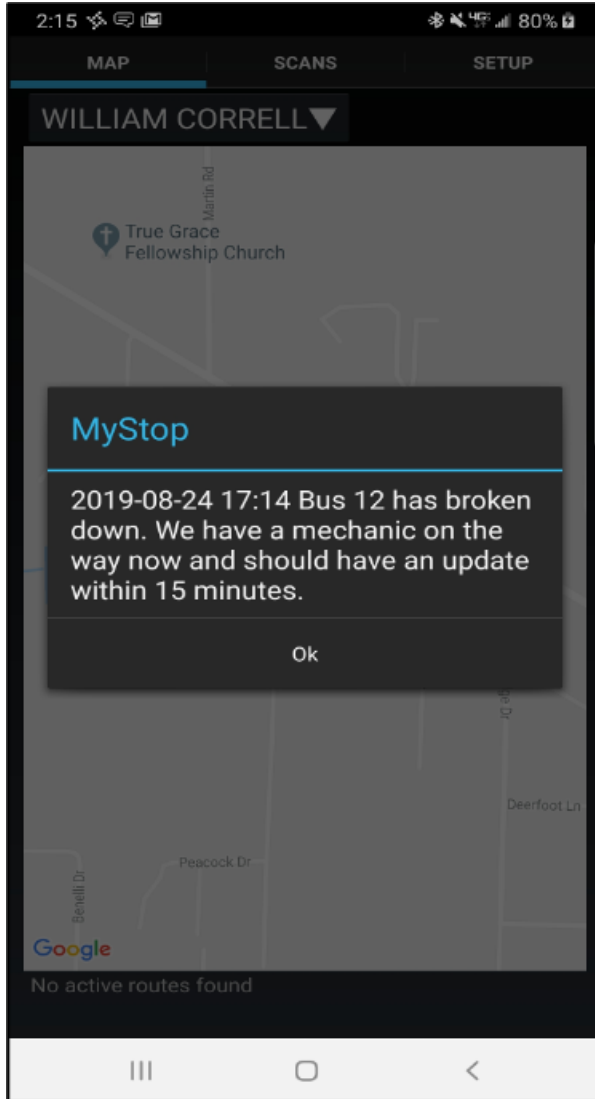 2:15 80%
MAP SCANS SETUP
WILLIAM CORRELL▼
Martin Rd
True Grace
Fellowship Church
MyStop
2019-08-24 17:14 Bus 12 has broken
down. We have a mechanic on the
way now and should have an update
within 15 minutes.
Ok
Dr
Deerfoot Ln
Peacock Dr
Benelli Dr
Google
No active routes found